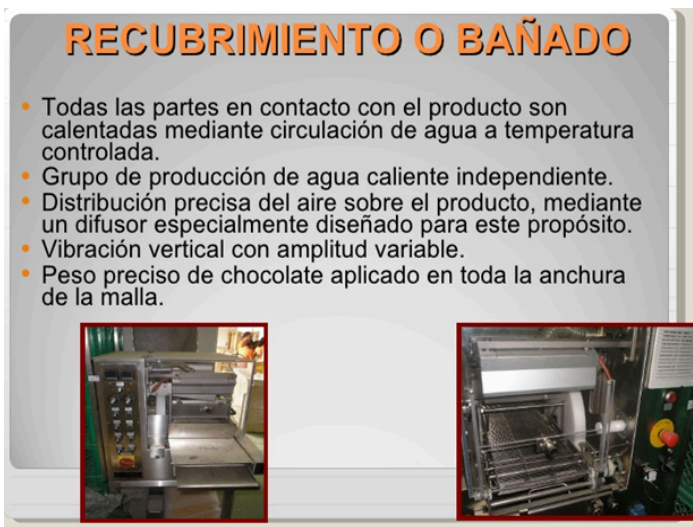 RECUBRIMIENTO O BAÑADO
• Todas las partes en contacto con el producto son
calentadas mediante circulación de agua a temperatura
controlada.
• Grupo de producción de agua caliente independiente.
• Distribución precisa del aire sobre el producto, mediante
un difusor especialmente diseñado para este propósito.
• Vibración vertical con amplitud variable.
• Peso preciso de chocolate aplicado en toda la anchura
de la malla.